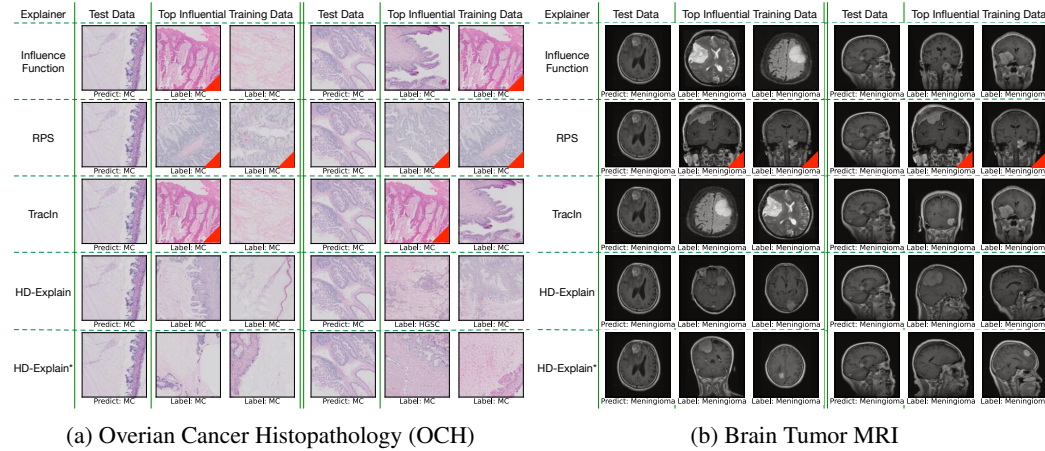 Explainer Test Data Top Influential Training Data Test Data Top Influential Training Data
Influence Function
Predict: MC Label: MC Label: MC Predict: MC Label: MC Label: MC
RPS
Predict: MC Label: MC Label: MC Predict: MC Label: MC Label: MC
TracIn
Predict: MC Label: MC Label: MC Predict: MC Label: MC Label: MC
HD-Explain
Predict: MC Label: MC Label: MC Predict: MC Label: HGSC Label: MC
HD-Explain*
Predict: MC Label: MC Label: MC Predict: MC Label: MC Label: MC
(a) Overian Cancer Histopathology (OCH)
Explainer Test Data Top Influential Training Data Test Data Top Influential Training Data
Influence Function
Predict: Meningioma Label: Meningioma Label: Meningioma Predict: Meningioma Label: Meningioma Label: Meningioma
RPS
Predict: Meningioma Label: Meningioma Label: Meningioma Predict: Meningioma Label: Meningioma Label: Meningioma
TracIn
Predict: Meningioma Label: Meningioma Label: Meningioma Predict: Meningioma Label: Meningioma Label: Meningioma
HD-Explain
Predict: Meningioma Label: Meningioma Label: Meningioma Predict: Meningioma Label: Meningioma Label: Meningioma
HD-Explain*
Predict: Meningioma Label: Meningioma Label: Meningioma Predict: Meningioma Label: Meningioma Label: Meningioma
(b) Brain Tumor MRI